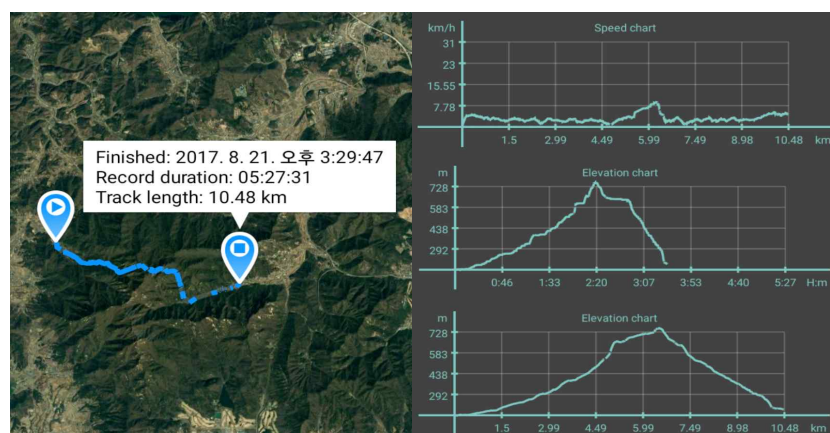 Finished: 2017. 8. 21. 오후 3:29:47
Record duration: 05:27:31
Track length: 10.48 km
km/h
Speed chart
31
23
15.55
7.78
1.5 2.99 4.49 5.99 7.49 8.98 10.48 km
m
Elevation chart
728
583
438
292
0:46 1:33 2:20 3:07 3:53 4:40 5:27 H:m
m
Elevation chart
728
583
438
292
1.5 2.99 4.49 5.99 7.49 8.98 10.48 km